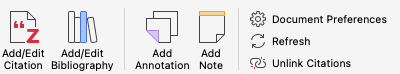 Add/Edit
Citation
Add/Edit
Bibliography
Add
Annotation
Add
Note
Document Preferences
Refresh
Unlink Citations